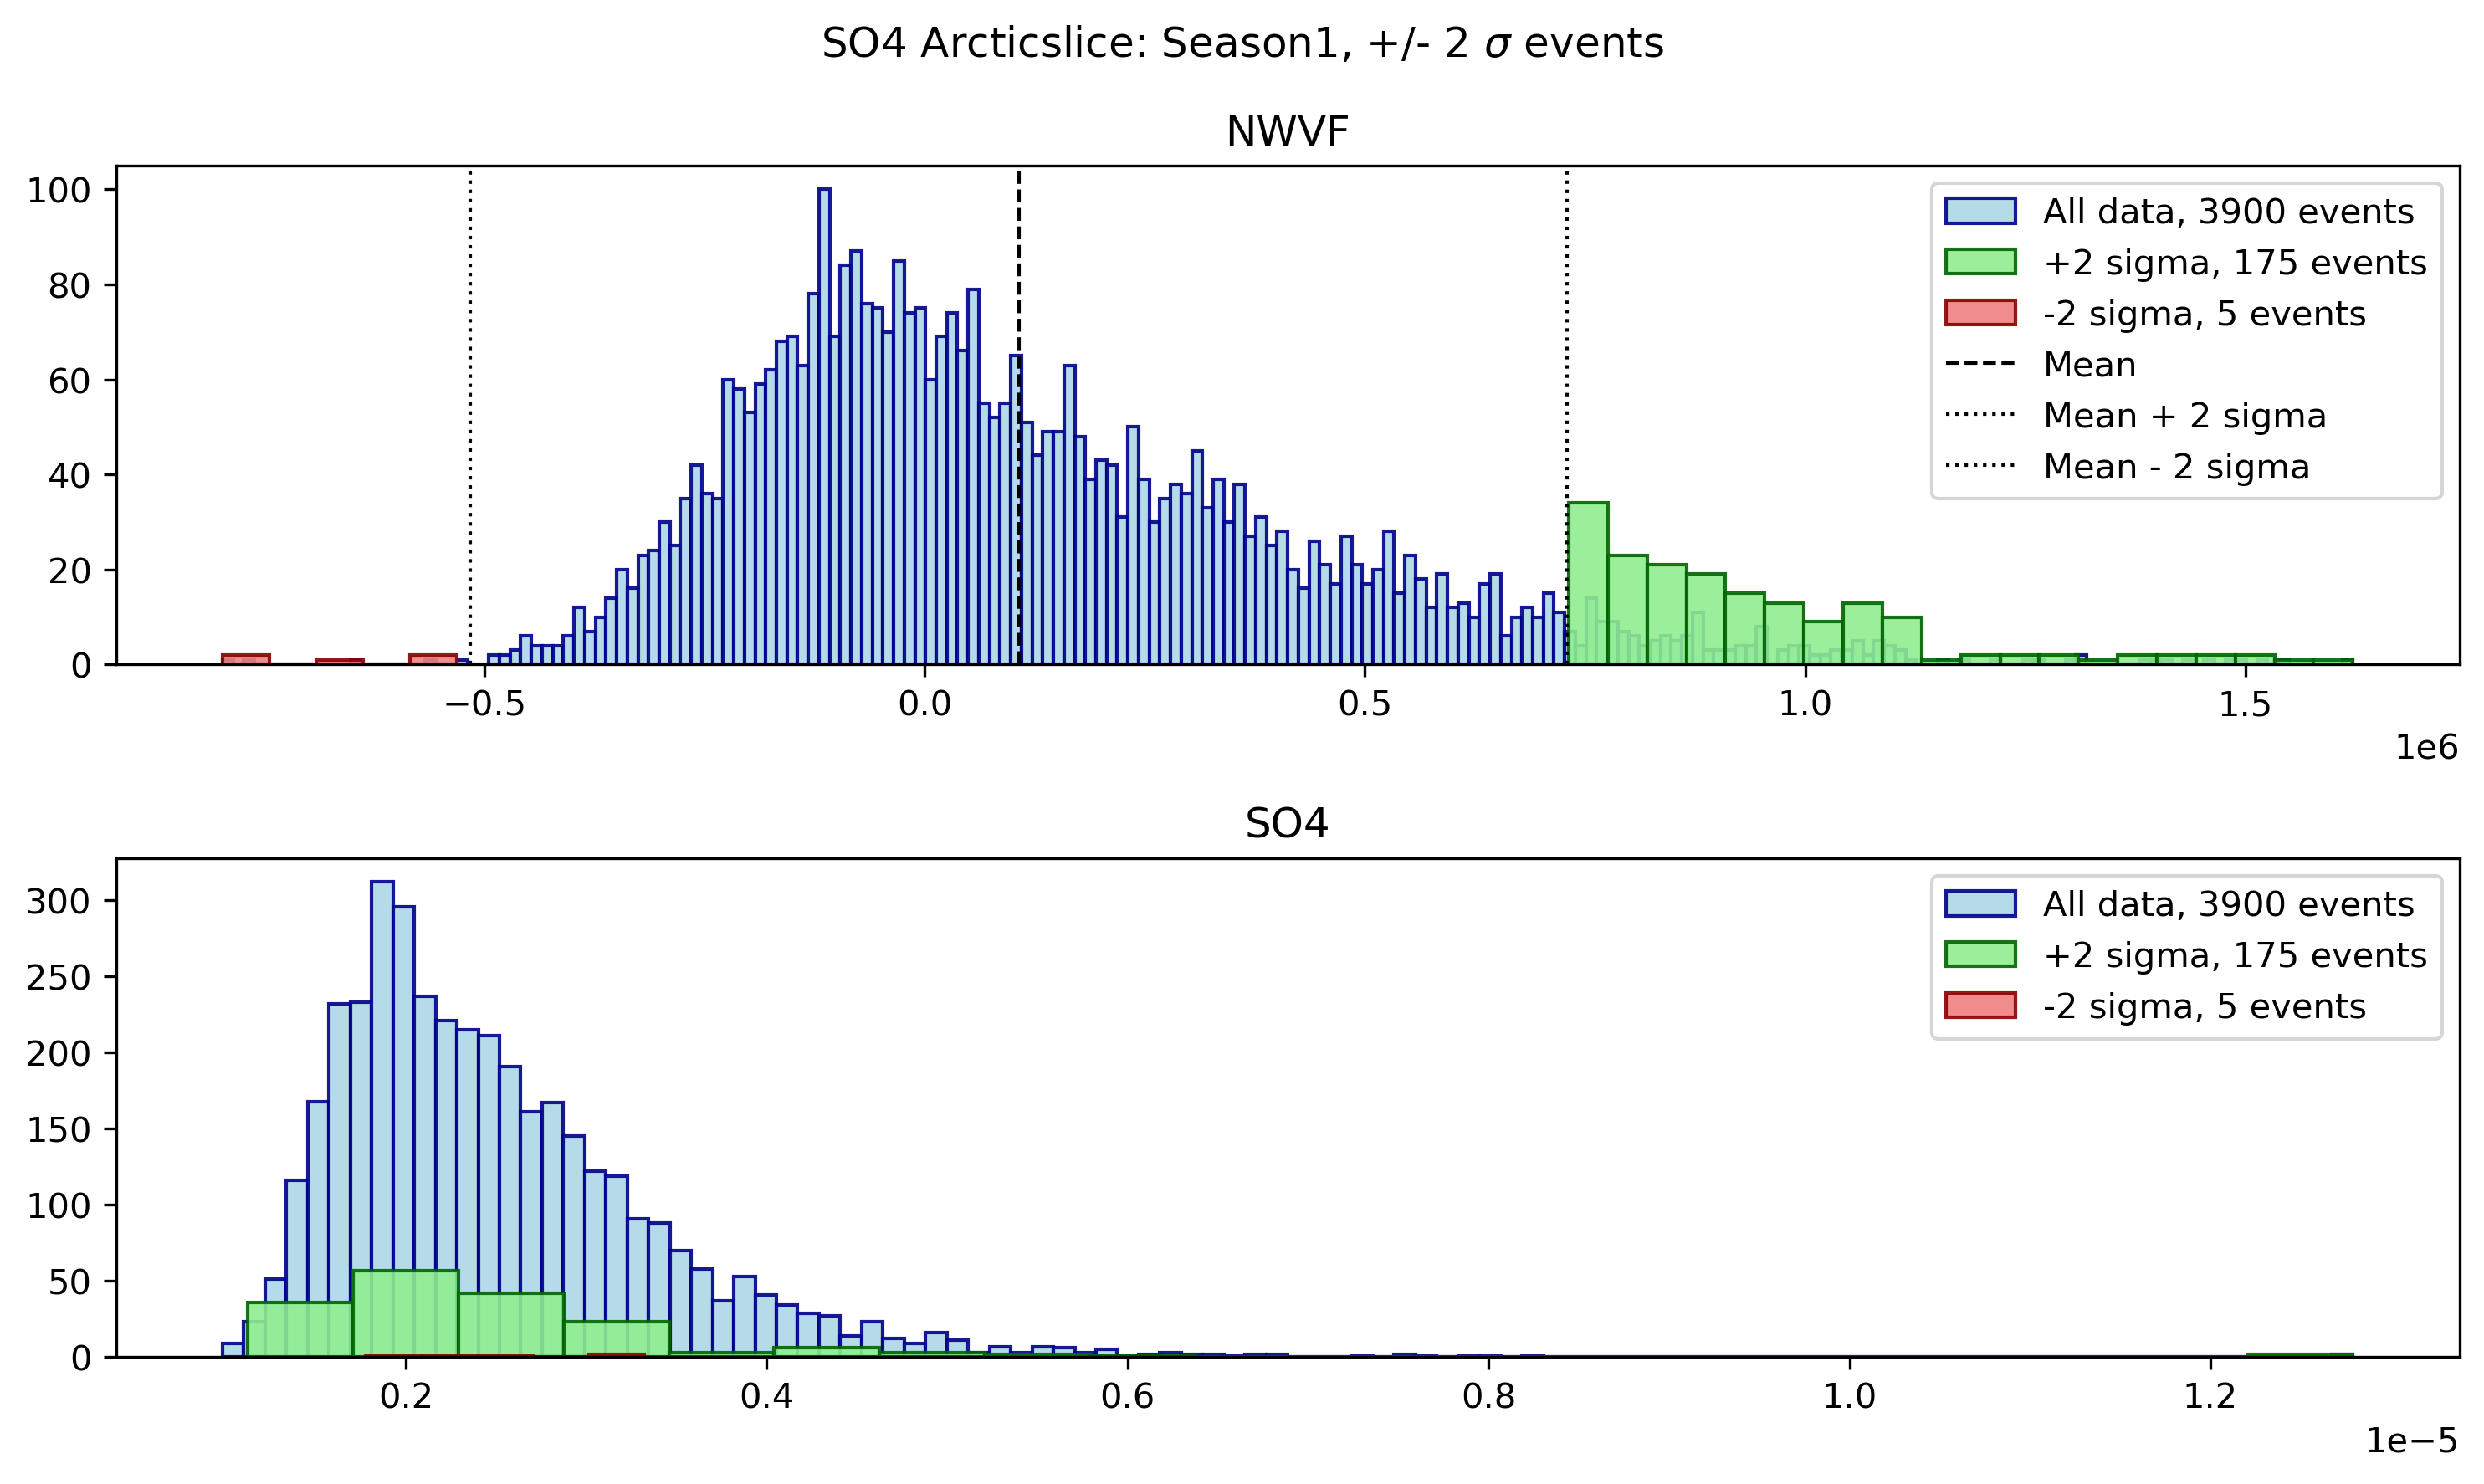 SO4 Arcticslice: Season1, +/- 2 σ events
NWVF
100
80
60
40
20
0
All data, 3900 events
+2 sigma, 175 events
-2 sigma, 5 events
Mean
Mean + 2 sigma
Mean - 2 sigma
−0.5 0.0 0.5 1.0 1.5
1e6
SO4
300
250
200
150
100
50
0
All data, 3900 events
+2 sigma, 175 events
-2 sigma, 5 events
0.2 0.4 0.6 0.8 1.0 1.2
1e−5